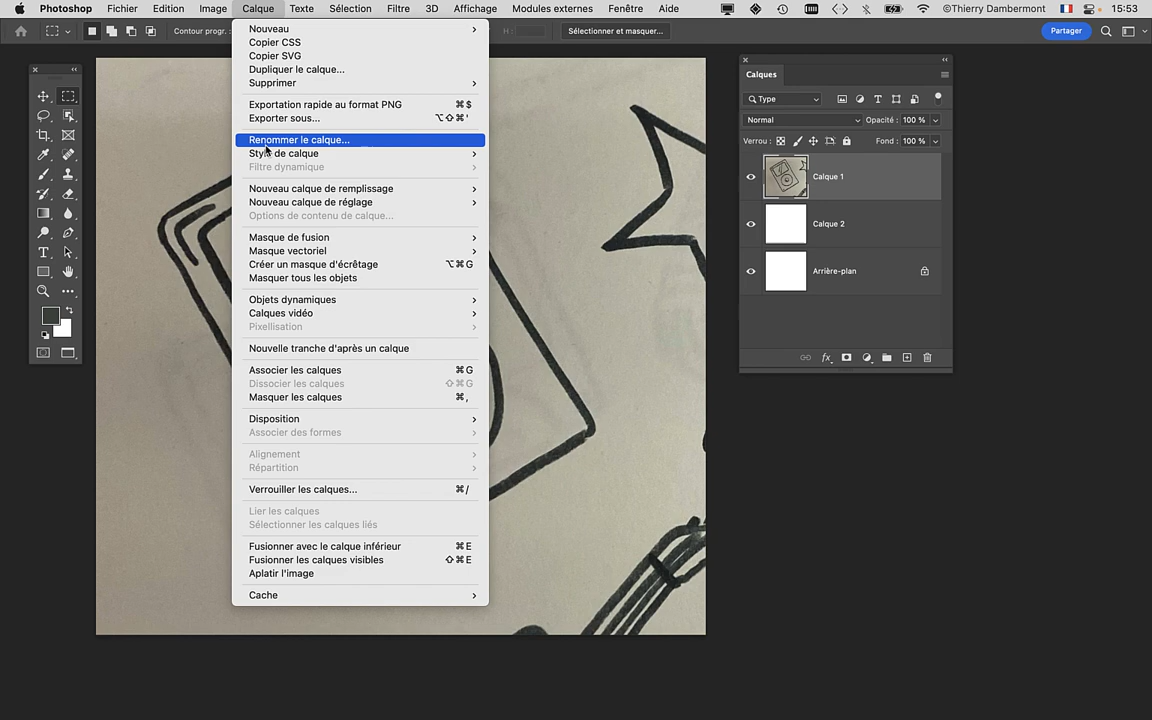 Photoshop Fichier Edition Image Calque Texte Sélection Filtre 3D Affichage Modules externes Fenêtre Aide ©Thierry Dambermont 15:53
Contour progr. : H : Sélectionner et masquer... Partager
Nouveau
Copier CSS
Copier SVG
Dupliquer le calque...
Supprimer
Exportation rapide au format PNG ⌘$
Exporter sous... ⌥⇧⌘'
Renommer le calque...
Style de calque
Filtre dynamique
Nouveau calque de remplissage
Nouveau calque de réglage
Options de contenu de calque...
Masque de fusion
Masque vectoriel
Créer un masque d'écrêtage ⌥⌘G
Masquer tous les objets
Objets dynamiques
Calques vidéo
Pixellisation
Nouvelle tranche d'après un calque
Associer les calques ⌘G
Dissocier les calques ⇧⌘G
Masquer les calques ⌘,
Disposition
Associer des formes
Alignement
Répartition
Verrouiller les calques... ⌘/
Lier les calques
Sélectionner les calques liés
Fusionner avec le calque inférieur ⌘E
Fusionner les calques visibles ⇧⌘E
Aplatir l'image
Cache
Calques
Type
Normal Opacité : 100 %
Verrou : Fond : 100 %
Calque 1
Calque 2
Arrière-plan
fx